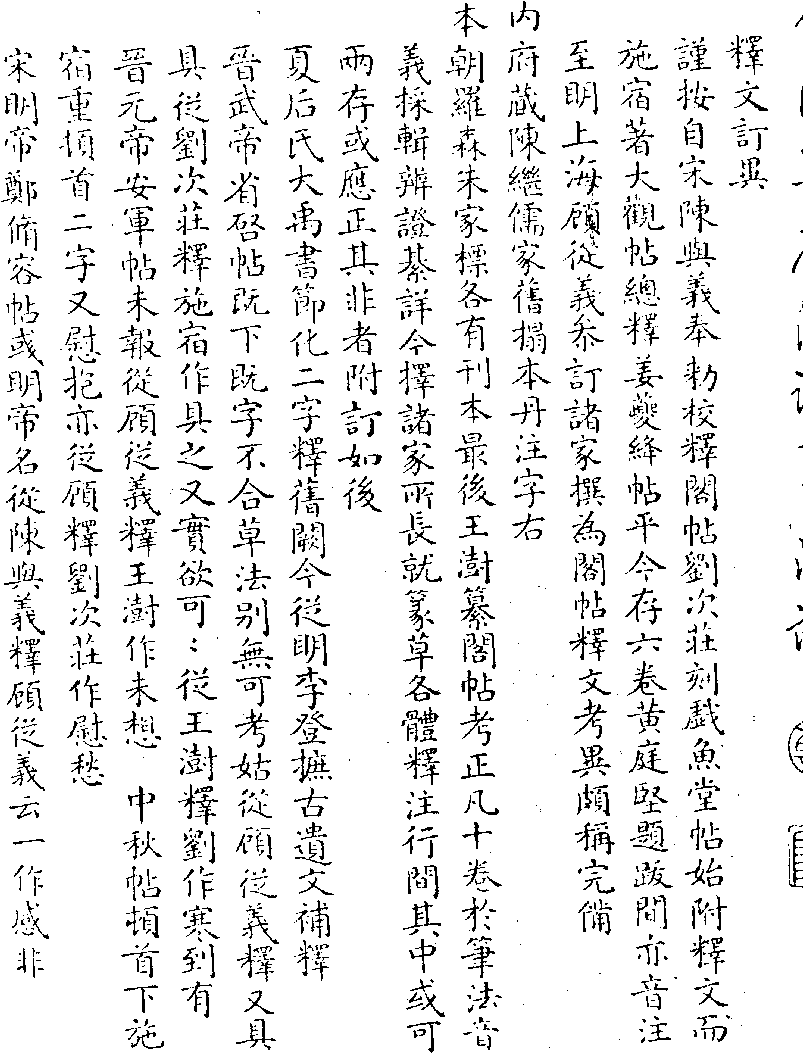 釋文訂異
謹按自宋陳與義奉勅校釋閣帖劉次莊刻戲魚堂帖始附釋文而
施宿著大觀帖總釋姜夔絳帖平今存六卷黄庭堅題跋間亦音注
至明上海顧從義叅訂諸家撰為閣帖釋文考異頗稱完備
内府蔵陳繼儒家舊搨本丹注字右
本朝羅森朱家標各有刊本最後王澍纂閣帖考正凡十卷於筆法音
義採輯辨證綦詳今擇諸家所長就篆草各體釋注行間其中或可
兩存或應正其非者附訂如後
夏后氏大禹書節化二字釋舊闕今從明李登摭古遺文補釋
晉武帝省啓帖既下既字不合草法别無可考姑從顧從義釋又具
具從劉次莊釋施宿作具之又實欲可〻從王澍釋劉作寒到有
晉元帝安軍帖未報從顧從義釋王澍作未想 中秋帖頓首下施
宿重頓首二字又慰抱亦從顧釋劉次莊作慰愁
宋明帝鄭脩容帖或明帝名從陳與義釋顧從義云一作感非